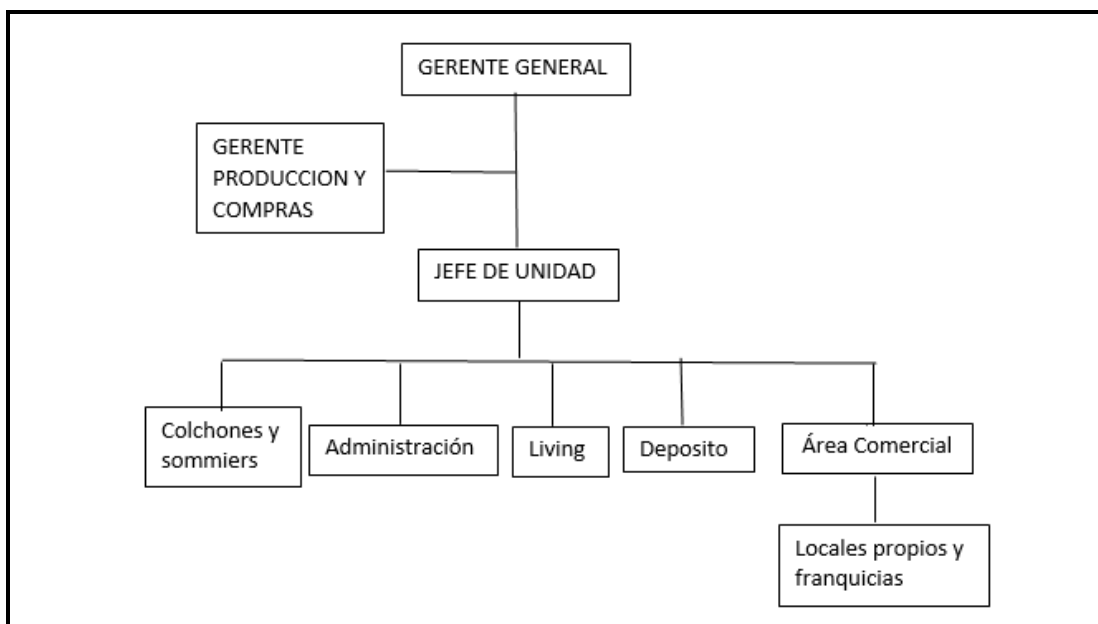 GERENTE GENERAL
GERENTE
PRODUCCION Y
COMPRAS
JEFE DE UNIDAD
Colchones y
sommiers
Administración
Living
Deposito
Área Comercial
Locales propios y
franquicias